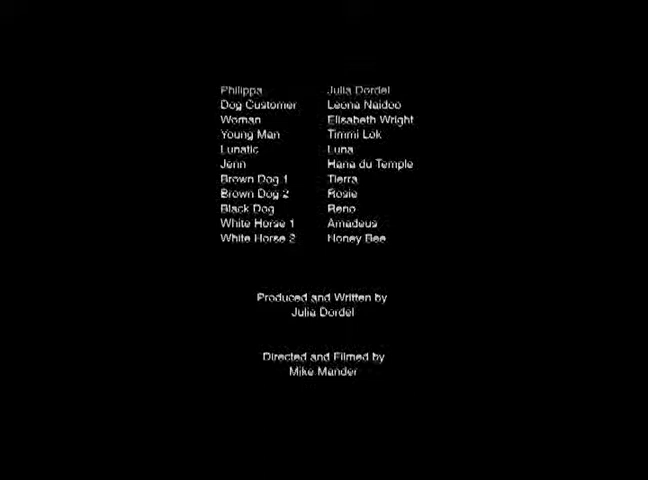 Philippa Julia Dordel
Dog Customer Leona Naidoo
Woman Elisabeth Wright
Young Man Timmi Lok
Lunatic Luna
Jenn Hana du Temple
Brown Dog 1 Tierra
Brown Dog 2 Rosie
Black Dog Reno
White Horse 1 Amadeus
White Horse 2 Honey Bee
Produced and Written by
Julia Dordel
Directed and Filmed by
Mike Mander